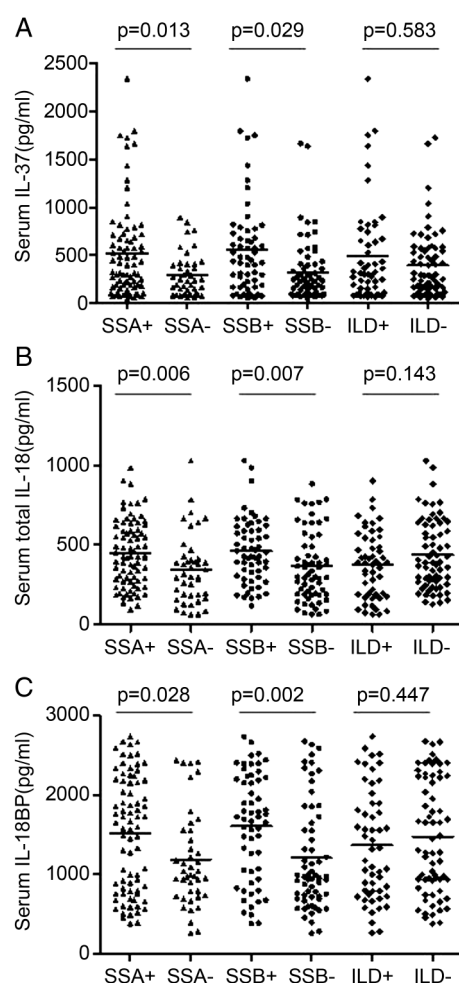 A
p=0.013 p=0.029 p=0.583
Serum IL-37(pg/ml)
2500
2000
1500
1000
500
0
SSA+ SSA- SSB+ SSB- ILD+ ILD-
B
p=0.006 p=0.007 p=0.143
Serum total IL-18(pg/ml)
1500
1000
500
0
SSA+ SSA- SSB+ SSB- ILD+ ILD-
C
p=0.028 p=0.002 p=0.447
Serum IL-18BP(pg/ml)
3000
2000
1000
0
SSA+ SSA- SSB+ SSB- ILD+ ILD-